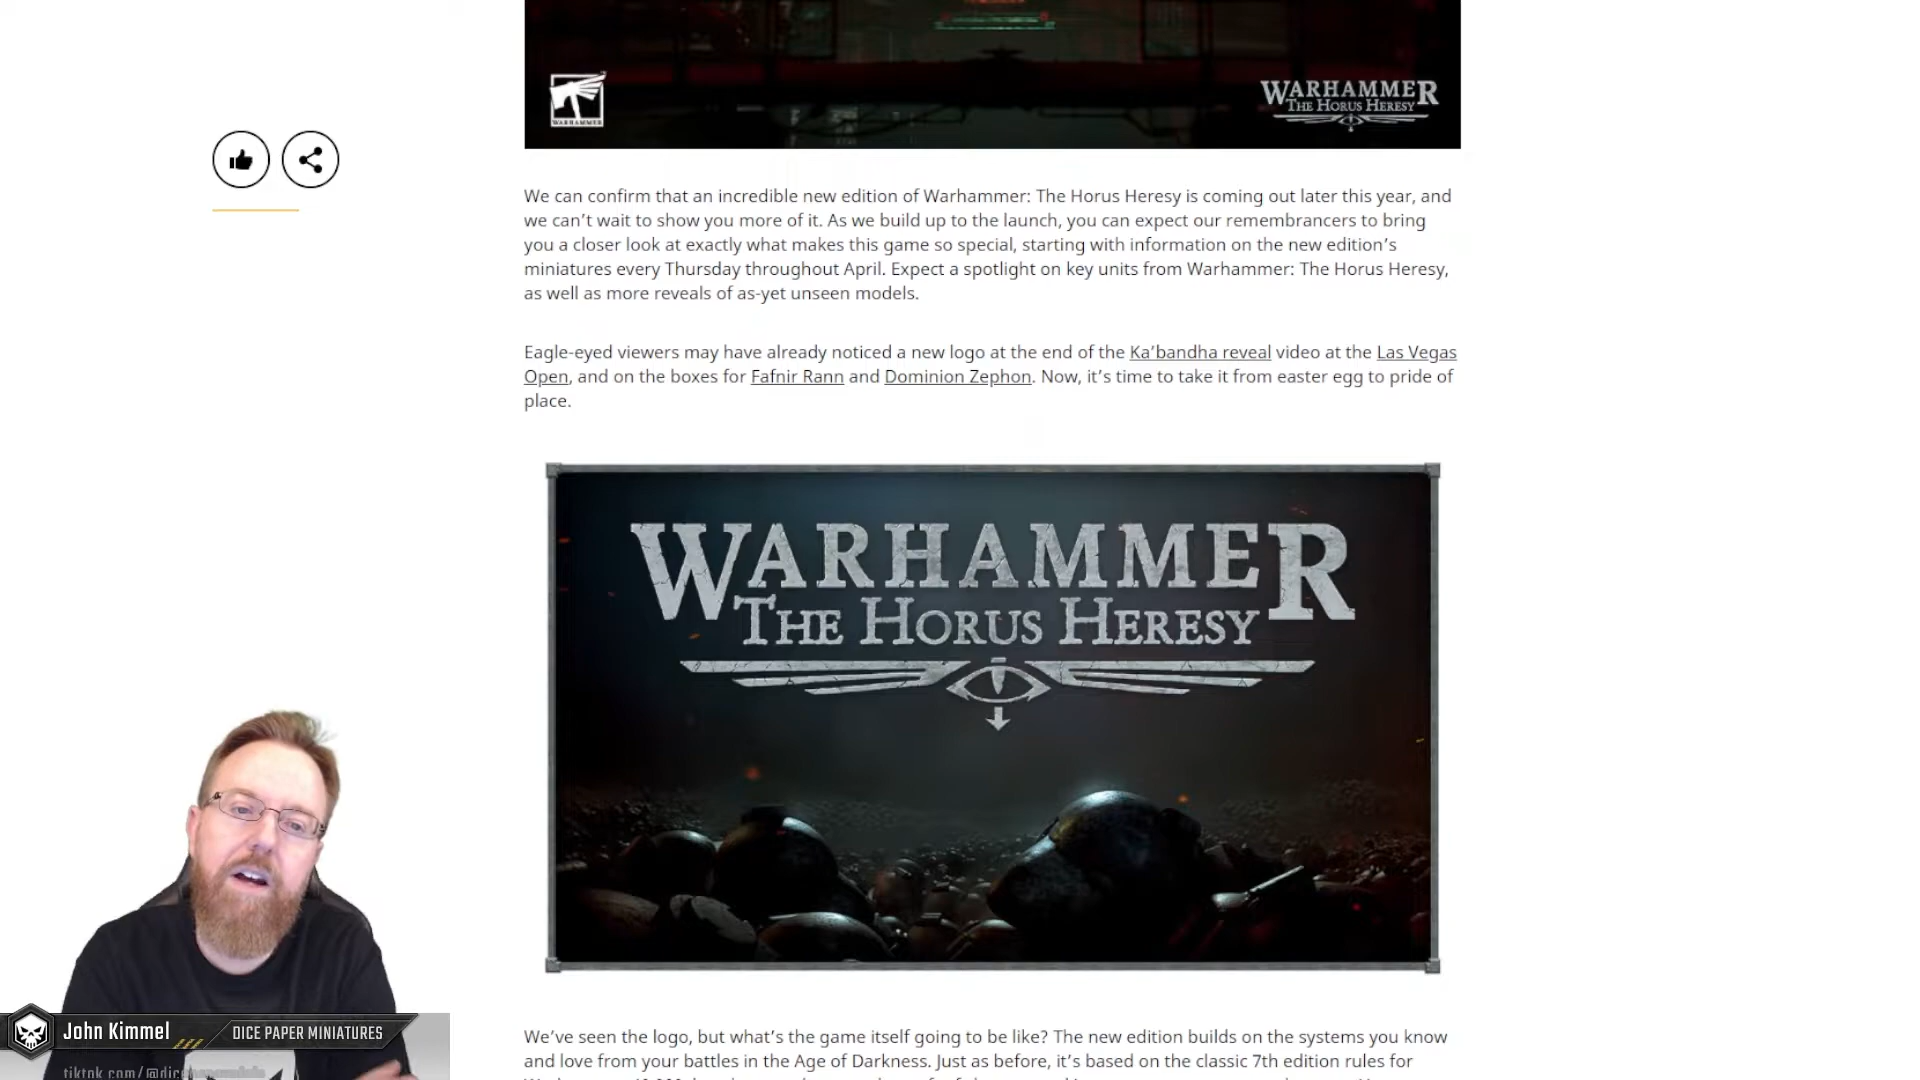 WARHAMMER
WARHAMMER
THE HORUS HERESY
We can confirm that an incredible new edition of Warhammer: The Horus Heresy is coming out later this year, and
we can’t wait to show you more of it. As we build up to the launch, you can expect our remembrancers to bring
you a closer look at exactly what makes this game so special, starting with information on the new edition’s
miniatures every Thursday throughout April. Expect a spotlight on key units from Warhammer: The Horus Heresy,
as well as more reveals of as-yet unseen models.
Eagle-eyed viewers may have already noticed a new logo at the end of the Ka’bandha reveal video at the Las Vegas
Open, and on the boxes for Fafnir Rann and Dominion Zephon. Now, it’s time to take it from easter egg to pride of
place.
WARHAMMER
THE HORUS HERESY
We’ve seen the logo, but what’s the game itself going to be like? The new edition builds on the systems you know
and love from your battles in the Age of Darkness. Just as before, it’s based on the classic 7th edition rules for
John Kimmel
DICE PAPER MINIATURES